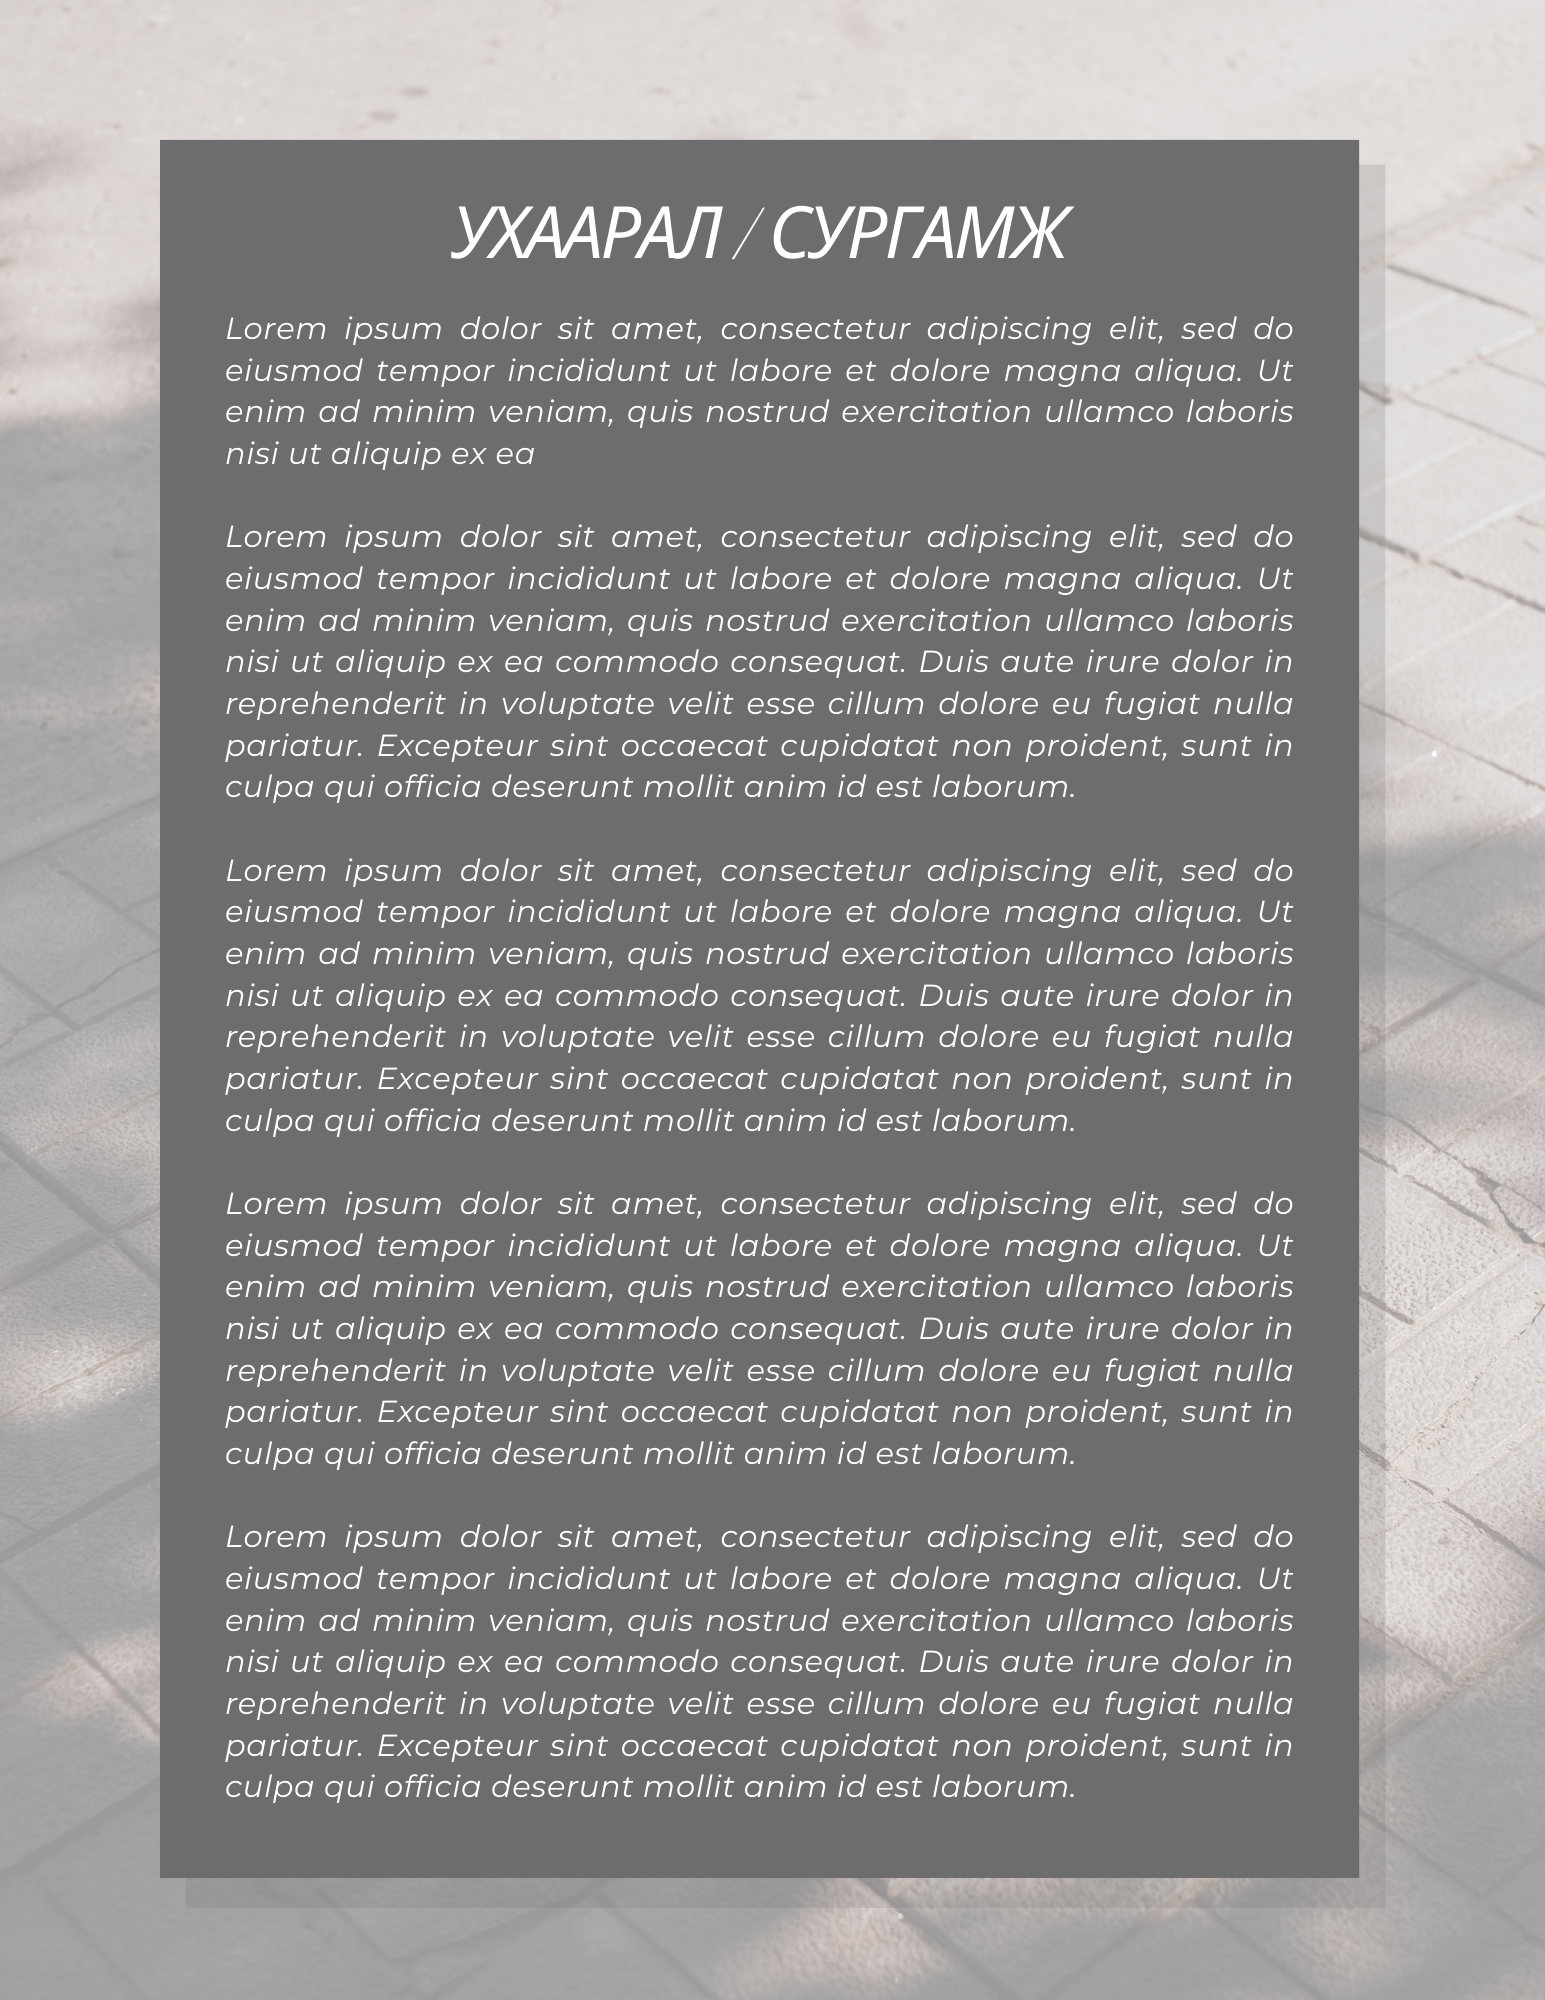 УХААРАЛ / СУРГАМЖ
Lorem ipsum dolor sit amet, consectetur adipiscing elit, sed do
eiusmod tempor incididunt ut labore et dolore magna aliqua. Ut
enim ad minim veniam, quis nostrud exercitation ullamco laboris
nisi ut aliquip ex ea
Lorem ipsum dolor sit amet, consectetur adipiscing elit, sed do
eiusmod tempor incididunt ut labore et dolore magna aliqua. Ut
enim ad minim veniam, quis nostrud exercitation ullamco laboris
nisi ut aliquip ex ea commodo consequat. Duis aute irure dolor in
reprehenderit in voluptate velit esse cillum dolore eu fugiat nulla
pariatur. Excepteur sint occaecat cupidatat non proident, sunt in
culpa qui officia deserunt mollit anim id est laborum.
Lorem ipsum dolor sit amet, consectetur adipiscing elit, sed do
eiusmod tempor incididunt ut labore et dolore magna aliqua. Ut
enim ad minim veniam, quis nostrud exercitation ullamco laboris
nisi ut aliquip ex ea commodo consequat. Duis aute irure dolor in
reprehenderit in voluptate velit esse cillum dolore eu fugiat nulla
pariatur. Excepteur sint occaecat cupidatat non proident, sunt in
culpa qui officia deserunt mollit anim id est laborum.
Lorem ipsum dolor sit amet, consectetur adipiscing elit, sed do
eiusmod tempor incididunt ut labore et dolore magna aliqua. Ut
enim ad minim veniam, quis nostrud exercitation ullamco laboris
nisi ut aliquip ex ea commodo consequat. Duis aute irure dolor in
reprehenderit in voluptate velit esse cillum dolore eu fugiat nulla
pariatur. Excepteur sint occaecat cupidatat non proident, sunt in
culpa qui officia deserunt mollit anim id est laborum.
Lorem ipsum dolor sit amet, consectetur adipiscing elit, sed do
eiusmod tempor incididunt ut labore et dolore magna aliqua. Ut
enim ad minim veniam, quis nostrud exercitation ullamco laboris
nisi ut aliquip ex ea commodo consequat. Duis aute irure dolor in
reprehenderit in voluptate velit esse cillum dolore eu fugiat nulla
pariatur. Excepteur sint occaecat cupidatat non proident, sunt in
culpa qui officia deserunt mollit anim id est laborum.